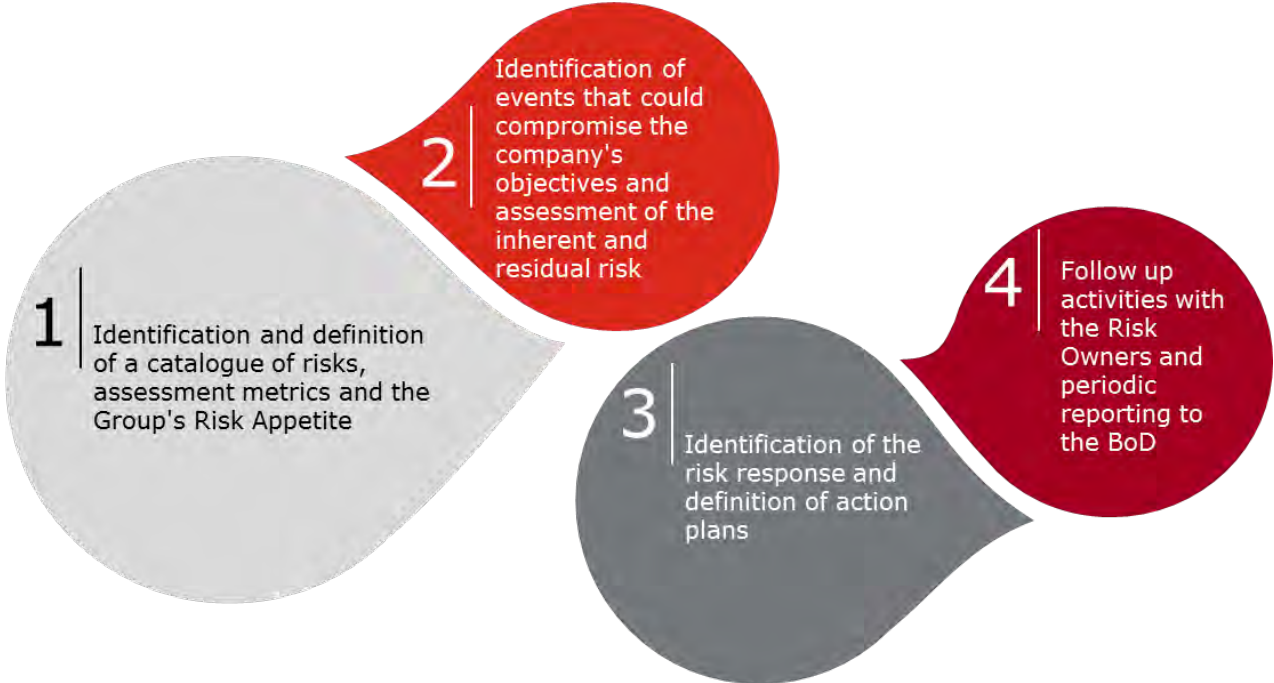 1
Identification and definition
of a catalogue of risks,
assessment metrics and the
Group's Risk Appetite
2
Identification of
events that could
compromise the
company's
objectives and
assessment of the
inherent and
residual risk
3
Identification of the
risk response and
definition of action
plans
4
Follow up
activities with
the Risk
Owners and
periodic
reporting to
the BoD